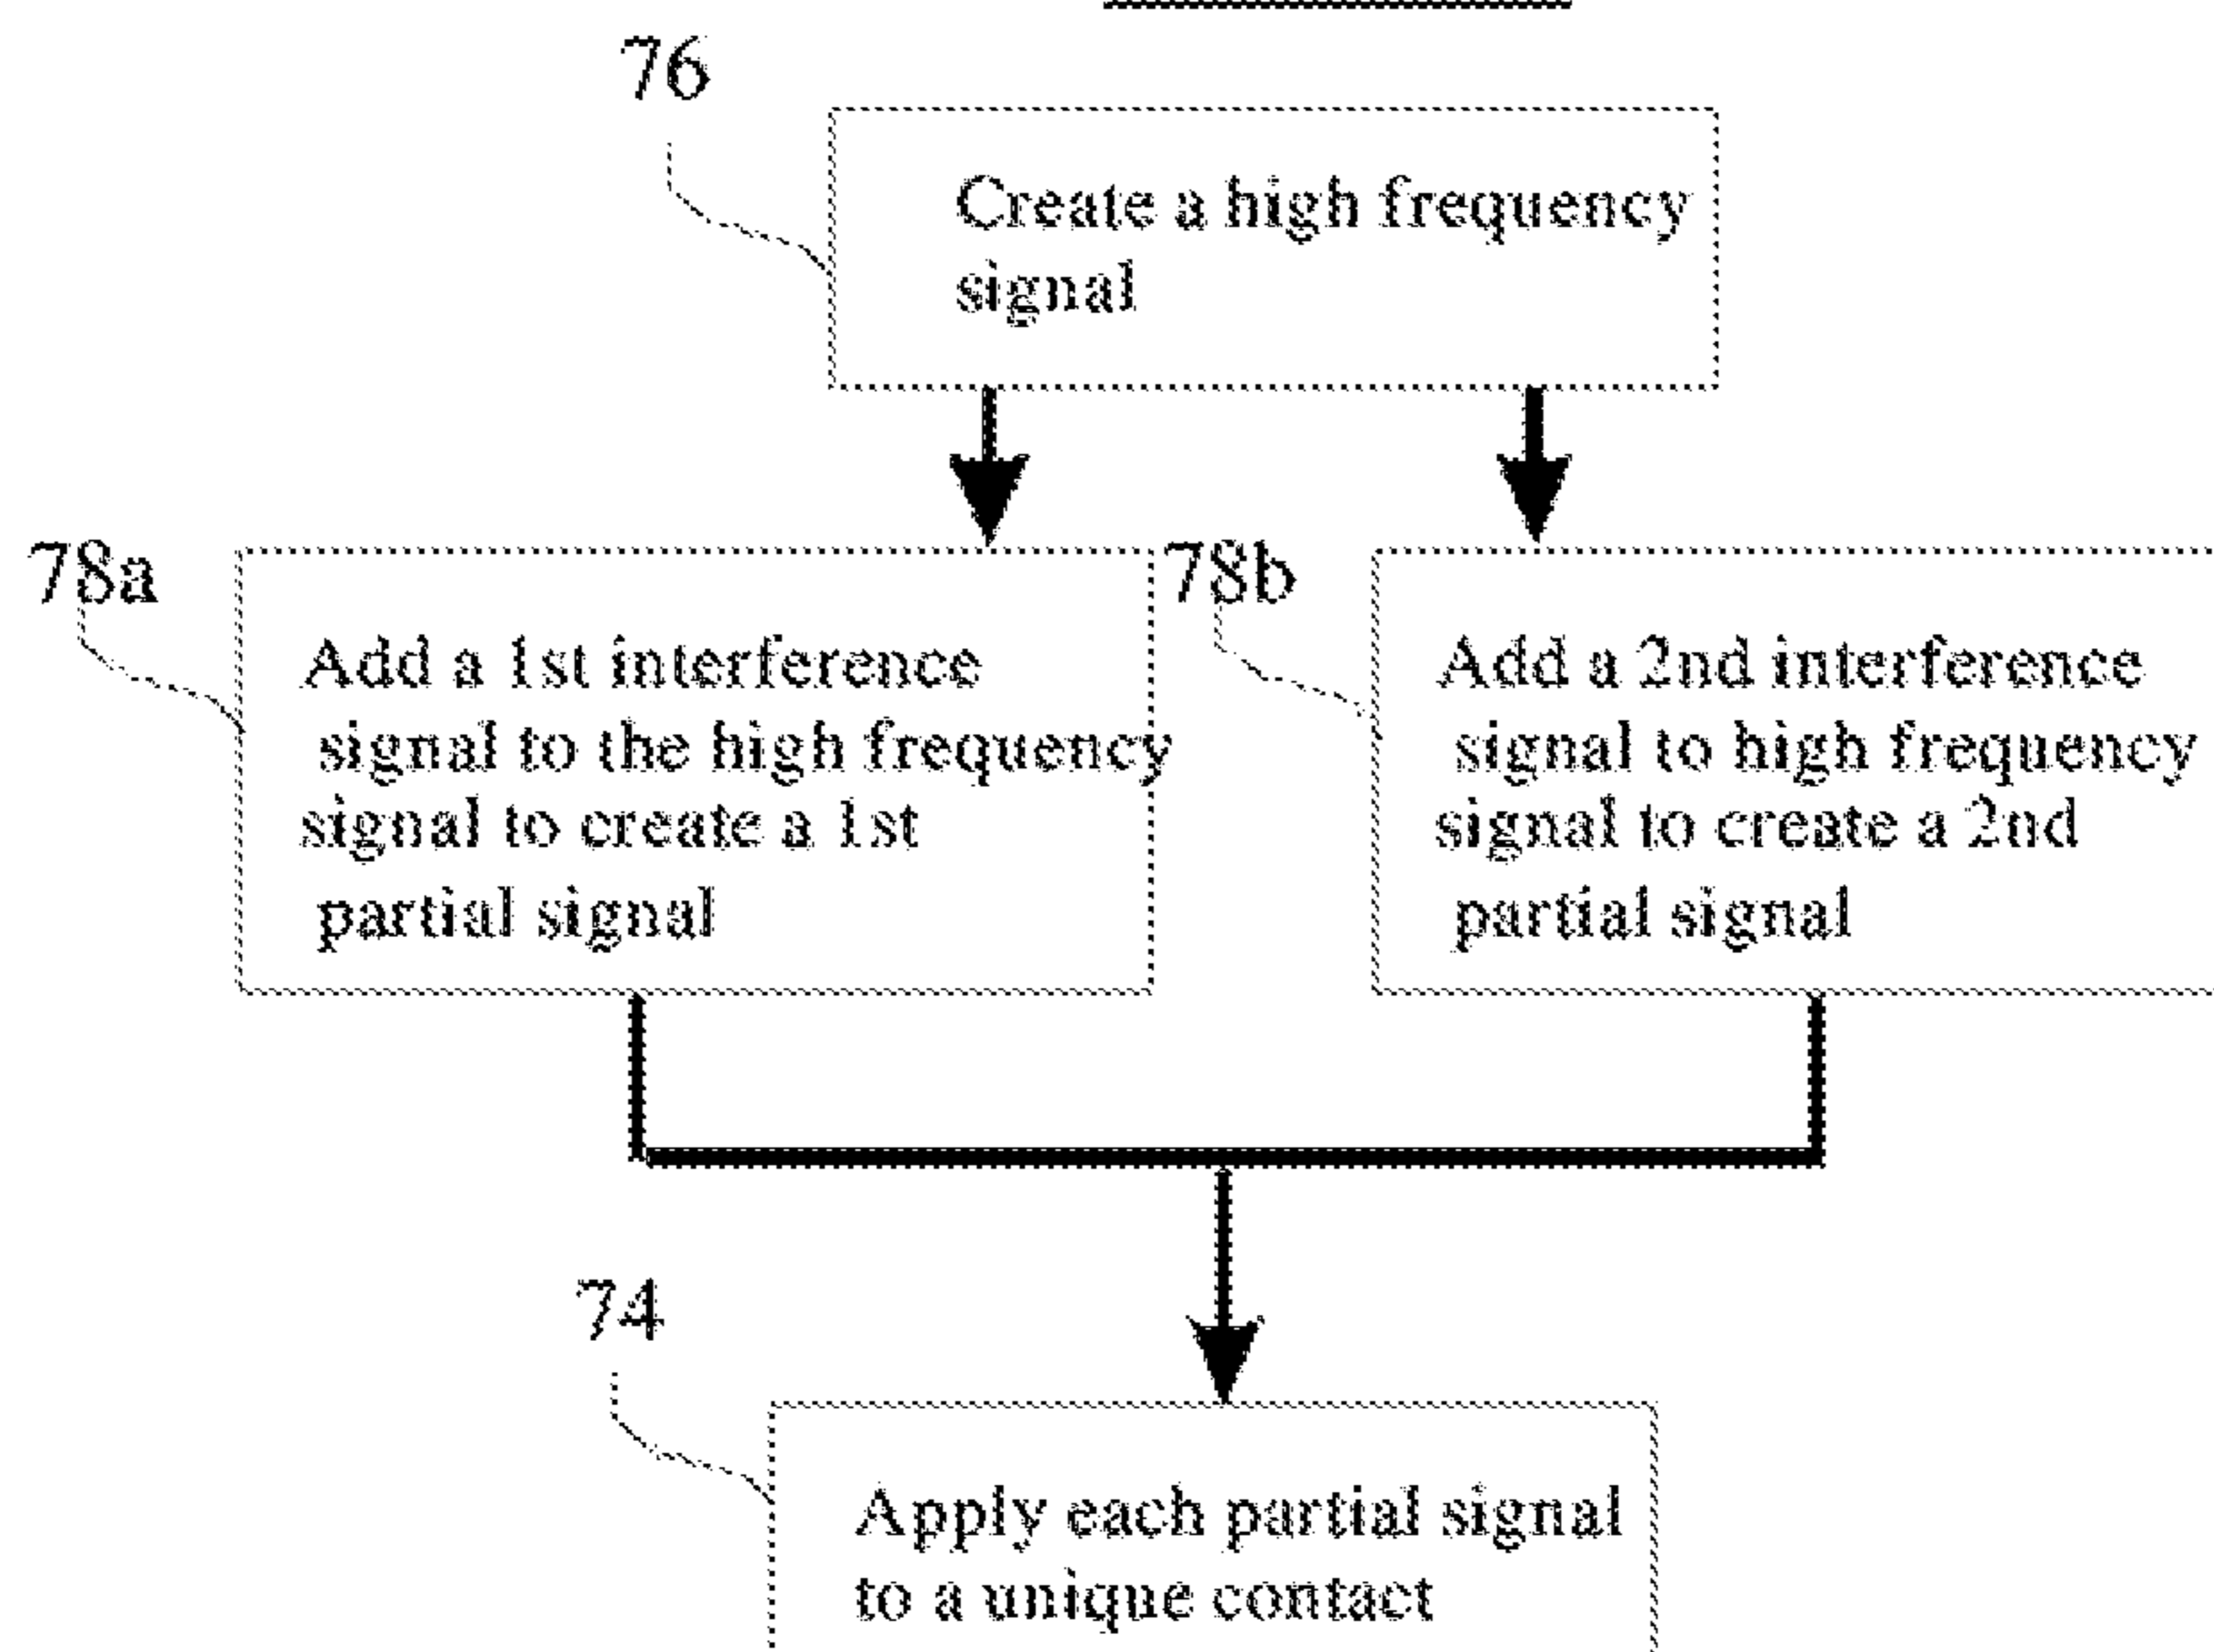 76
Create a high frequency
signal
78a
Add a 1st interference
signal to the high frequency
signal to create a 1st
partial signal
78b
Add a 2nd interference
signal to high frequency
signal to create a 2nd
partial signal
74
Apply each partial signal
to a unique contact